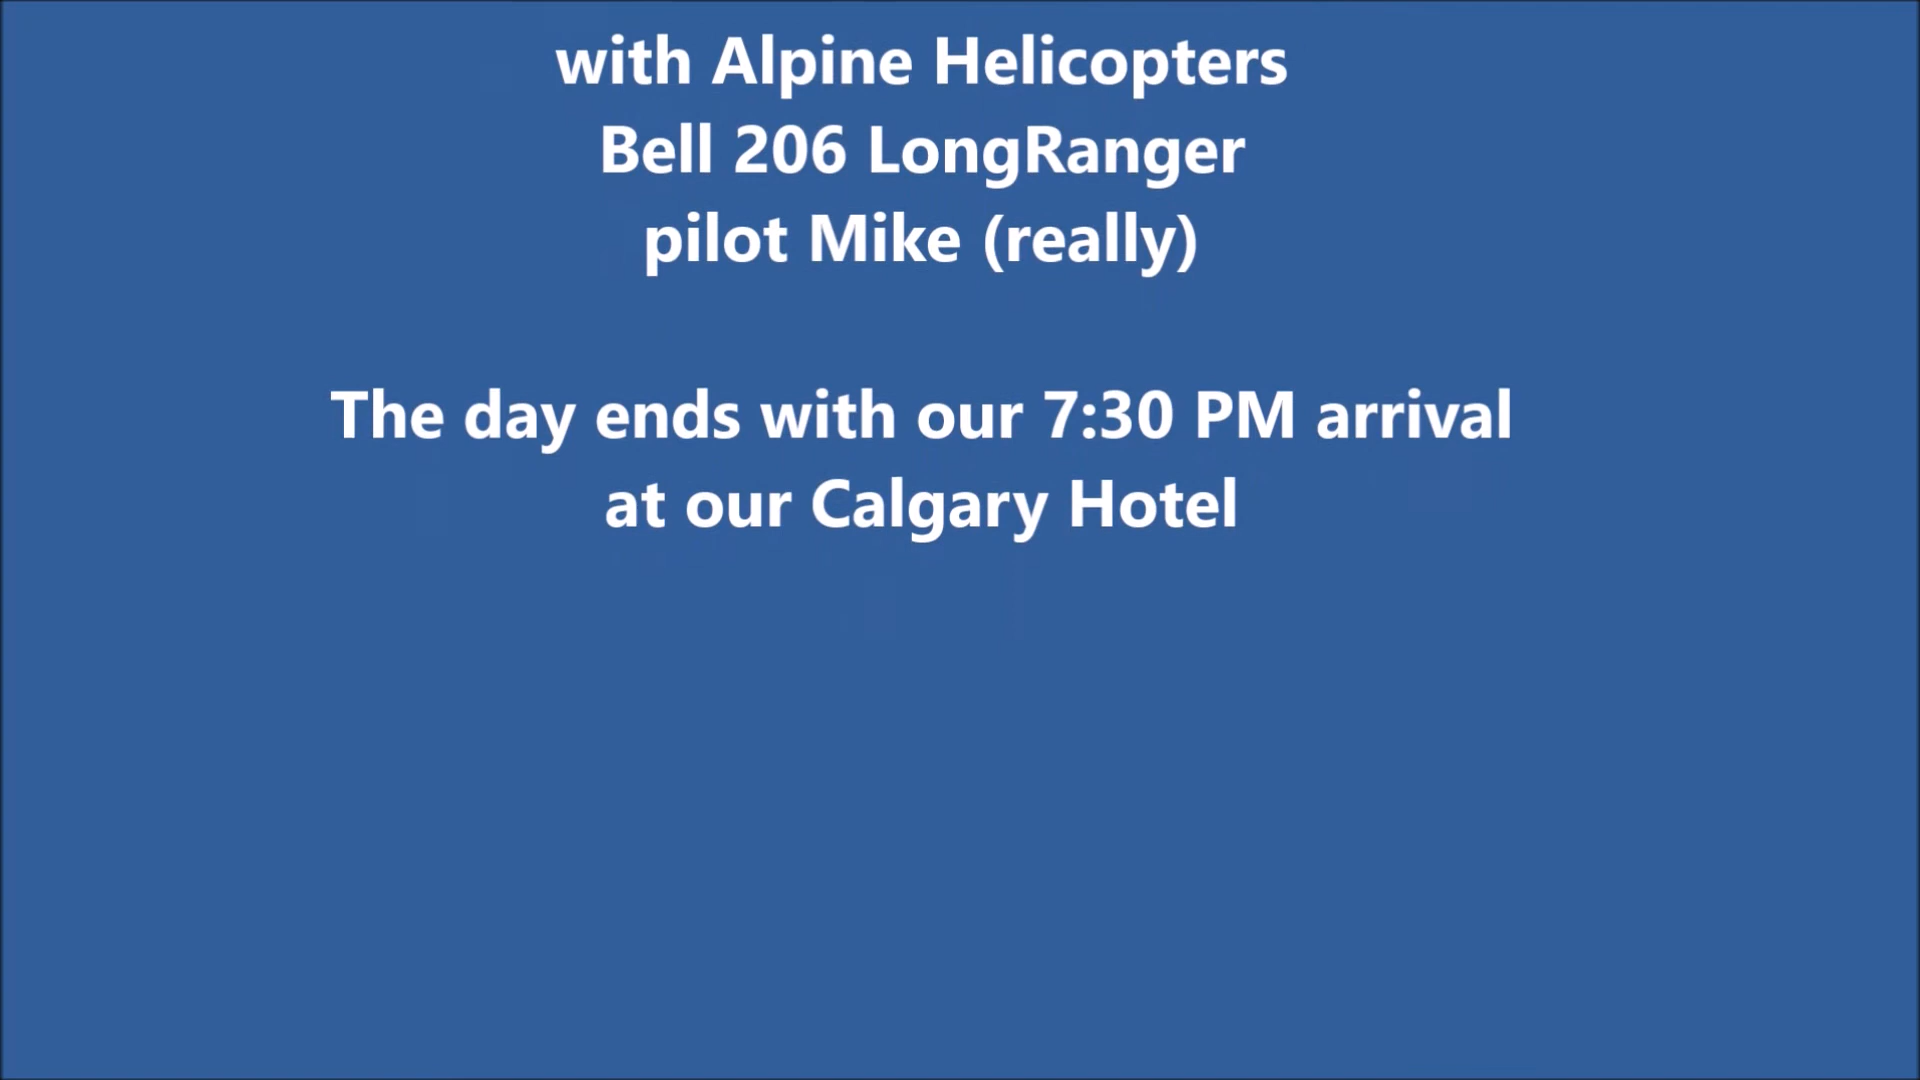 with Alpine Helicopters
Bell 206 LongRanger
pilot Mike (really)
The day ends with our 7:30 PM arrival
at our Calgary Hotel